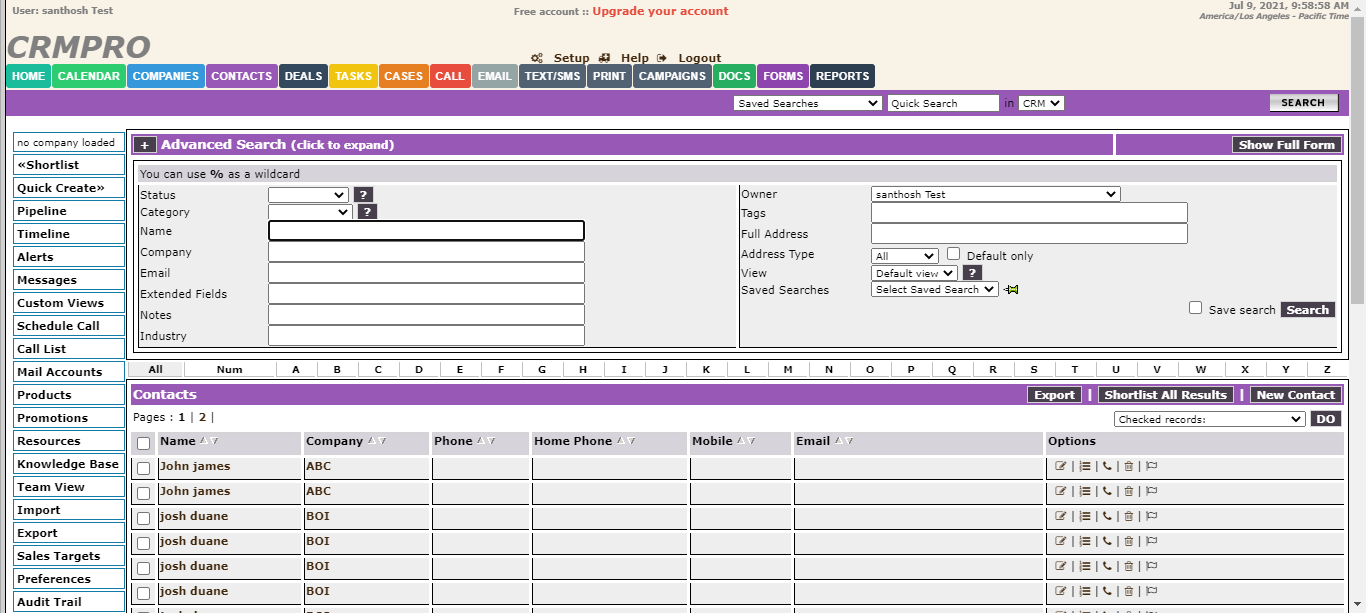 User: santhosh Test
Free account :: Upgrade your account
Jul 9, 2021, 9:58:58 AM
America/Los Angeles - Pacific Time
CRMPRO
Setup Help Logout
HOME CALENDAR COMPANIES CONTACTS DEALS TASKS CASES CALL EMAIL TEXT/SMS PRINT CAMPAIGNS DOCS FORMS REPORTS
Saved Searches Quick Search in CRM SEARCH
no company loaded
«Shortlist
Quick Create»
Pipeline
Timeline
Alerts
Messages
Custom Views
Schedule Call
Call List
Mail Accounts
Products
Promotions
Resources
Knowledge Base
Team View
Import
Export
Sales Targets
Preferences
Audit Trail
+ Advanced Search (click to expand) Show Full Form
You can use % as a wildcard
Status ?
Category ?
Name
Company
Email
Extended Fields
Notes
Industry
Owner santhosh Test
Tags
Full Address
Address Type All Default only
View Default view ?
Saved Searches Select Saved Search
Save search Search
All Num A B C D E F G H I J K L M N O P Q R S T U V W X Y Z
Contacts Export | Shortlist All Results | New Contact
Pages : 1 | 2 |
Checked records: DO
Name Company Phone Home Phone Mobile Email Options
John james ABC | | | |
John james ABC | | | |
josh duane BOI | | | |
josh duane BOI | | | |
josh duane BOI | | | |
josh duane BOI | | | |